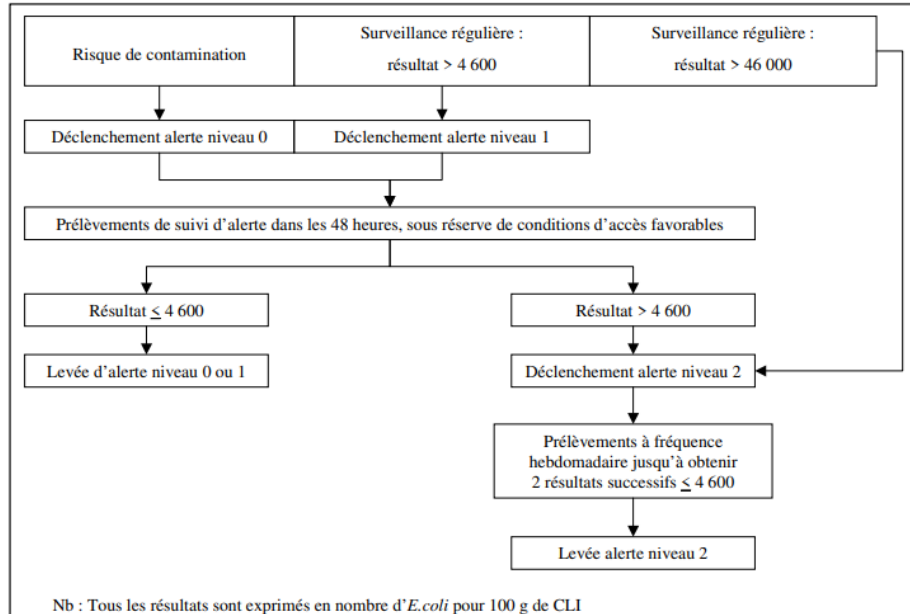 Risque de contamination
Surveillance régulière :
résultat > 4 600
Surveillance régulière :
résultat > 46 000
Déclenchement alerte niveau 0
Déclenchement alerte niveau 1
Prélèvements de suivi d’alerte dans les 48 heures, sous réserve de conditions d’accès favorables
Résultat ≤ 4 600
Résultat > 4 600
Levée d’alerte niveau 0 ou 1
Déclenchement alerte niveau 2
Prélèvements à fréquence
hebdomadaire jusqu’à obtenir
2 résultats successifs ≤ 4 600
Levée alerte niveau 2
Nb : Tous les résultats sont exprimés en nombre d’E.coli pour 100 g de CLI